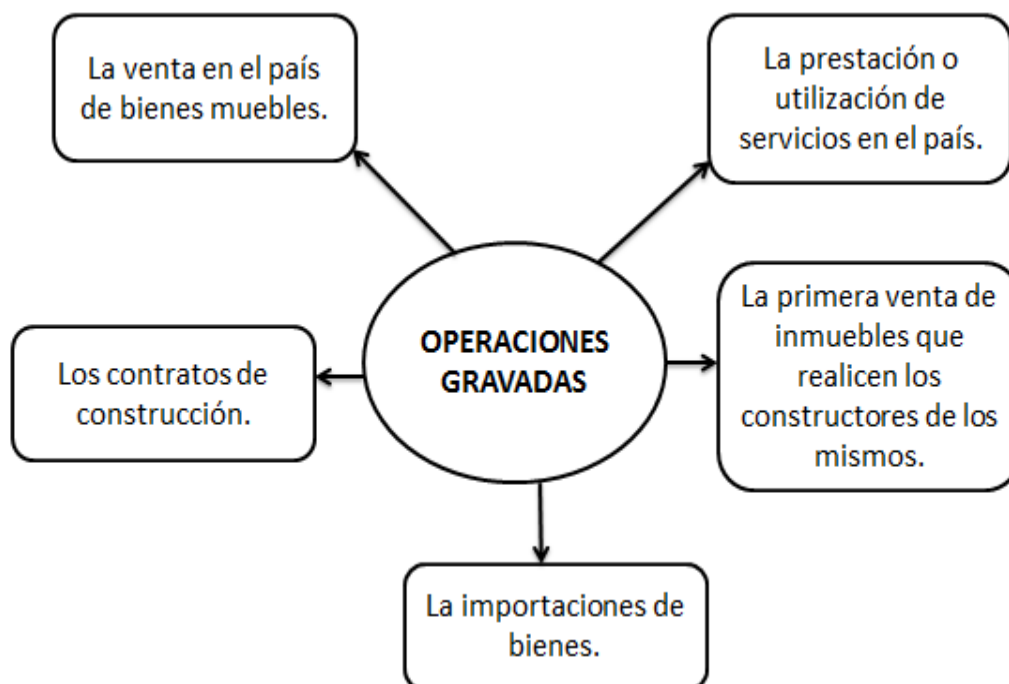 La venta en el país
de bienes muebles.
La prestación o
utilización de
servicios en el país.
OPERACIONES
GRAVADAS
La primera venta de
inmuebles que
realicen los
constructores de los
mismos.
Los contratos de
construcción.
La importaciones de
bienes.